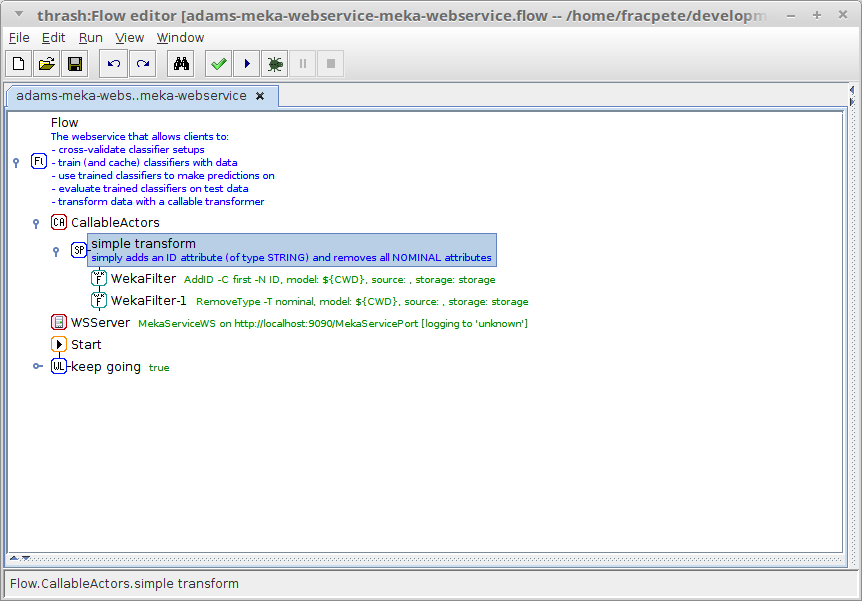 thrash:Flow editor [adams-meka-webservice-meka-webservice.flow -- /home/fracpete/developm
File Edit Run View Window
adams-meka-webs..meka-webservice
Flow
The webservice that allows clients to:
- cross-validate classifier setups
- train (and cache) classifiers with data
Fl
- use trained classifiers to make predictions on
- evaluate trained classifiers on test data
- transform data with a callable transformer
CA CallableActors
simple transform
SP
simply adds an ID attribute (of type STRING) and removes all NOMINAL attributes
F WekaFilter AddID -C first -N ID, model: ${CWD}, source: , storage: storage
F WekaFilter-1 RemoveType -T nominal, model: ${CWD}, source: , storage: storage
WSServer MekaServiceWS on http://localhost:9090/MekaServicePort [logging to 'unknown']
Start
WL keep going true
Flow.CallableActors.simple transform